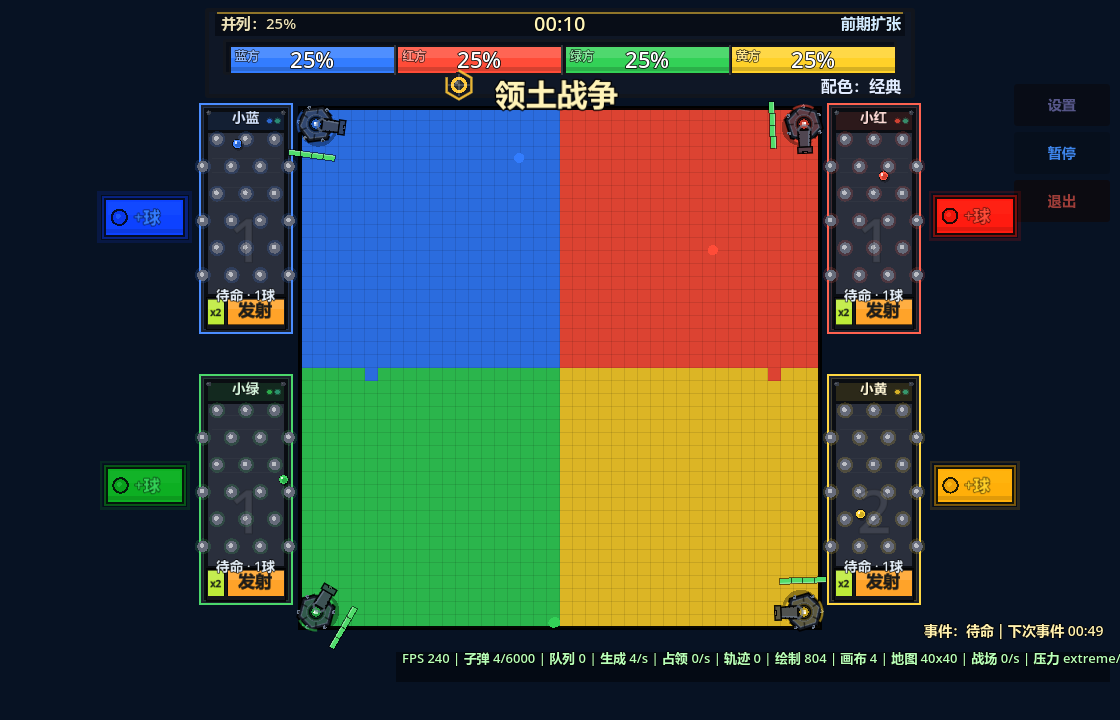 并列: 25%
00:10
前期扩张
蓝方 25%
红方 25%
绿方 25%
黄方 25%
领土战争
配色: 经典
设置
暂停
退出
小蓝
1
待命 · 1球
x2 发射
+球
小红
1
待命 · 1球
x2 发射
+球
小绿
1
待命 · 1球
x2 发射
+球
小黄
2
待命 · 1球
x2 发射
+球
事件: 待命 | 下次事件 00:49
FPS 240 | 子弹 4/6000 | 队列 0 | 生成 4/s | 占领 0/s | 轨迹 0 | 绘制 804 | 画布 4 | 地图 40x40 | 战场 0/s | 压力 extreme/